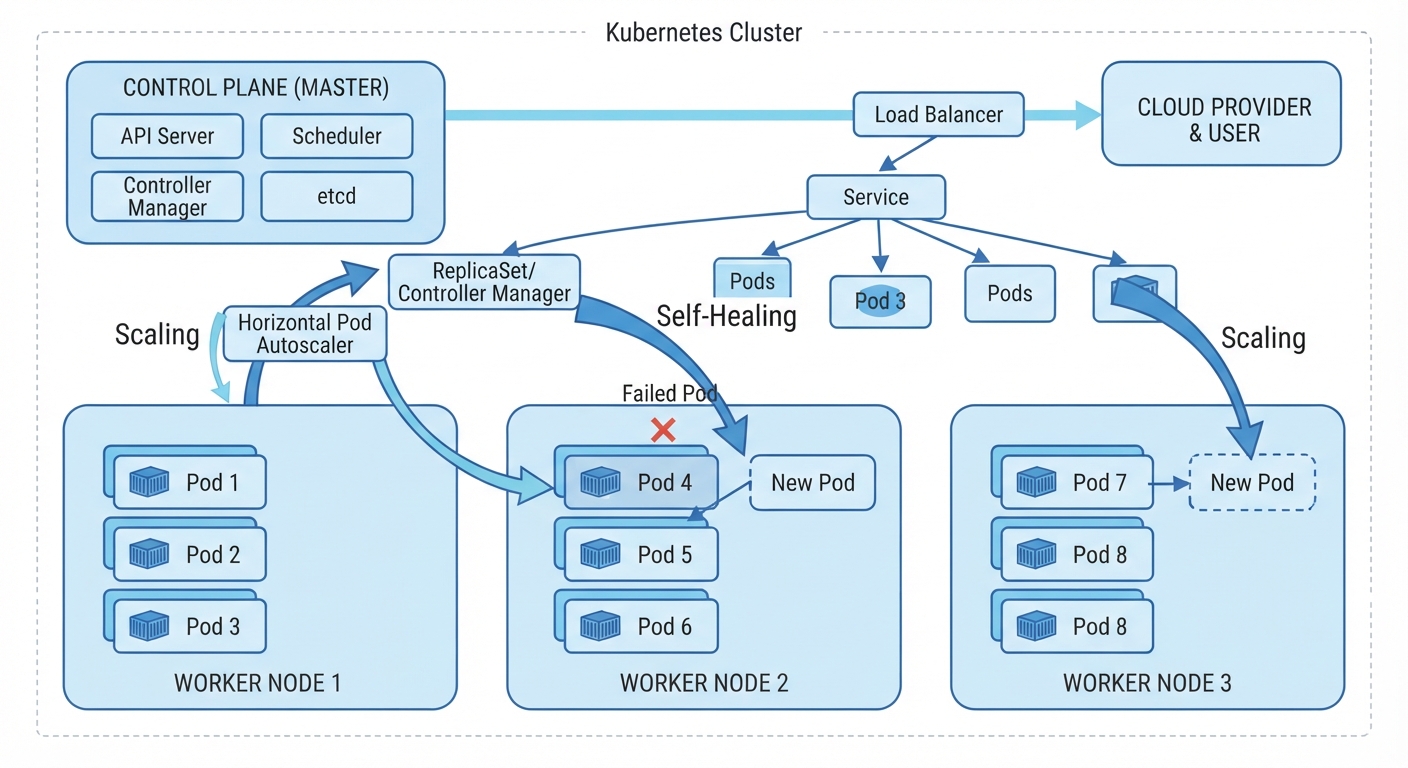 Kubernetes Cluster
CONTROL PLANE (MASTER)
API Server
Scheduler
Controller
Manager
etcd
Load Balancer
CLOUD PROVIDER
& USER
Service
ReplicaSet/
Controller Manager
Pods
Pod 3
Pods
Self-Healing
Scaling
Horizontal Pod
Autoscaler
Scaling
Failed Pod
Pod 1
Pod 2
Pod 3
WORKER NODE 1
Pod 4
New Pod
Pod 5
Pod 6
WORKER NODE 2
Pod 7
New Pod
Pod 8
Pod 8
WORKER NODE 3